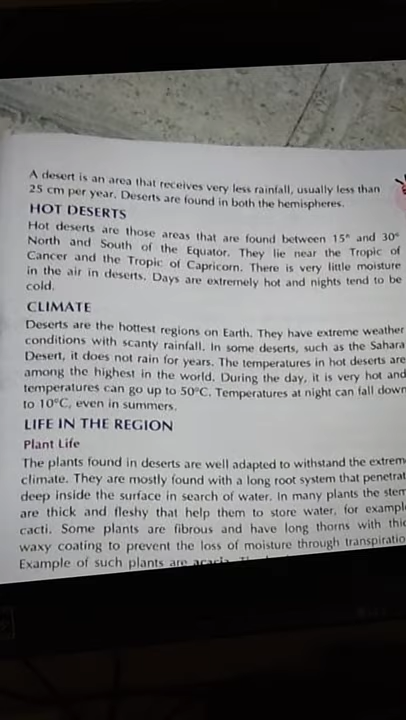 A desert is an area that receives very less rainfall, usually less than
25 cm per year. Deserts are found in both the hemispheres.
HOT DESERTS
Hot deserts are those areas that are found between 15° and 30°
North and South of the Equator. They lie near the Tropic of
Cancer and the Tropic of Capricorn. There is very little moisture
in the air in deserts. Days are extremely hot and nights tend to be
cold.
CLIMATE
Deserts are the hottest regions on Earth. They have extreme weather
conditions with scanty rainfall. In some deserts, such as the Sahara
Desert, it does not rain for years. The temperatures in hot deserts are
among the highest in the world. During the day, it is very hot and
temperatures can go up to 50°C. Temperatures at night can fall down
to 10°C, even in summers.
LIFE IN THE REGION
Plant Life
The plants found in deserts are well adapted to withstand the extrem
climate. They are mostly found with a long root system that penetrat
deep inside the surface in search of water. In many plants the stem
are thick and fleshy that help them to store water, for exampl
cacti. Some plants are fibrous and have long thorns with thic
waxy coating to prevent the loss of moisture through transpiratio
Example of such plants are acacia.